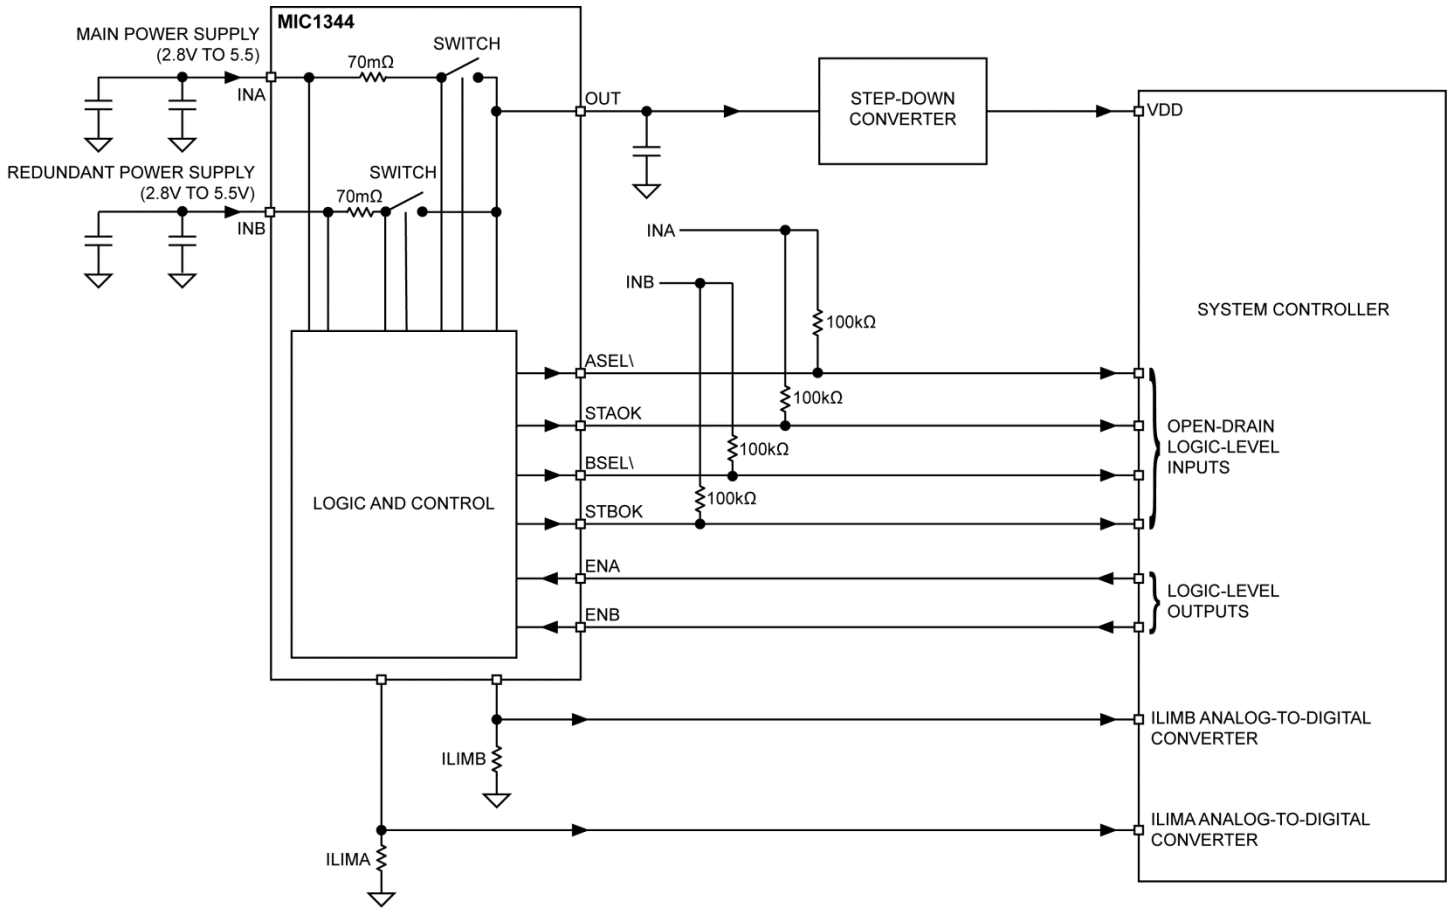 MIC1344
MAIN POWER SUPPLY
(2.8V TO 5.5)
SWITCH
70mΩ
INA
OUT
STEP-DOWN
CONVERTER
VDD
REDUNDANT POWER SUPPLY
(2.8V TO 5.5V)
SWITCH
70mΩ
INB
INA
INB
SYSTEM CONTROLLER
100kΩ
ASEL\
100kΩ
STAOK
OPEN-DRAIN
LOGIC-LEVEL
INPUTS
100kΩ
BSEL\
100kΩ
LOGIC AND CONTROL
STBOK
ENA
LOGIC-LEVEL
OUTPUTS
ENB
ILIMB ANALOG-TO-DIGITAL
CONVERTER
ILIMB
ILIMA ANALOG-TO-DIGITAL
CONVERTER
ILIMA